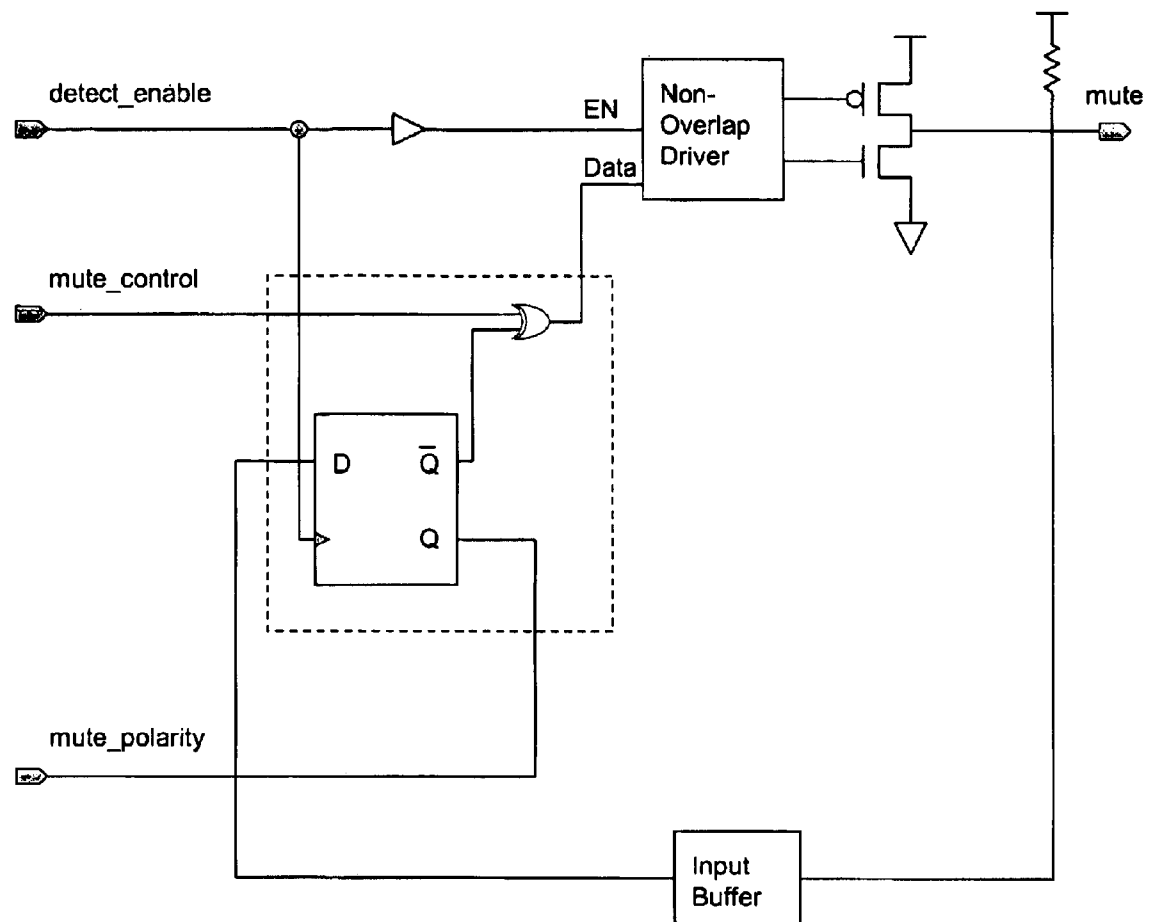 detect_enable
EN
Non-
Overlap
Driver
mute
Data
mute_control
D
Q̅
Q
mute_polarity
Input
Buffer